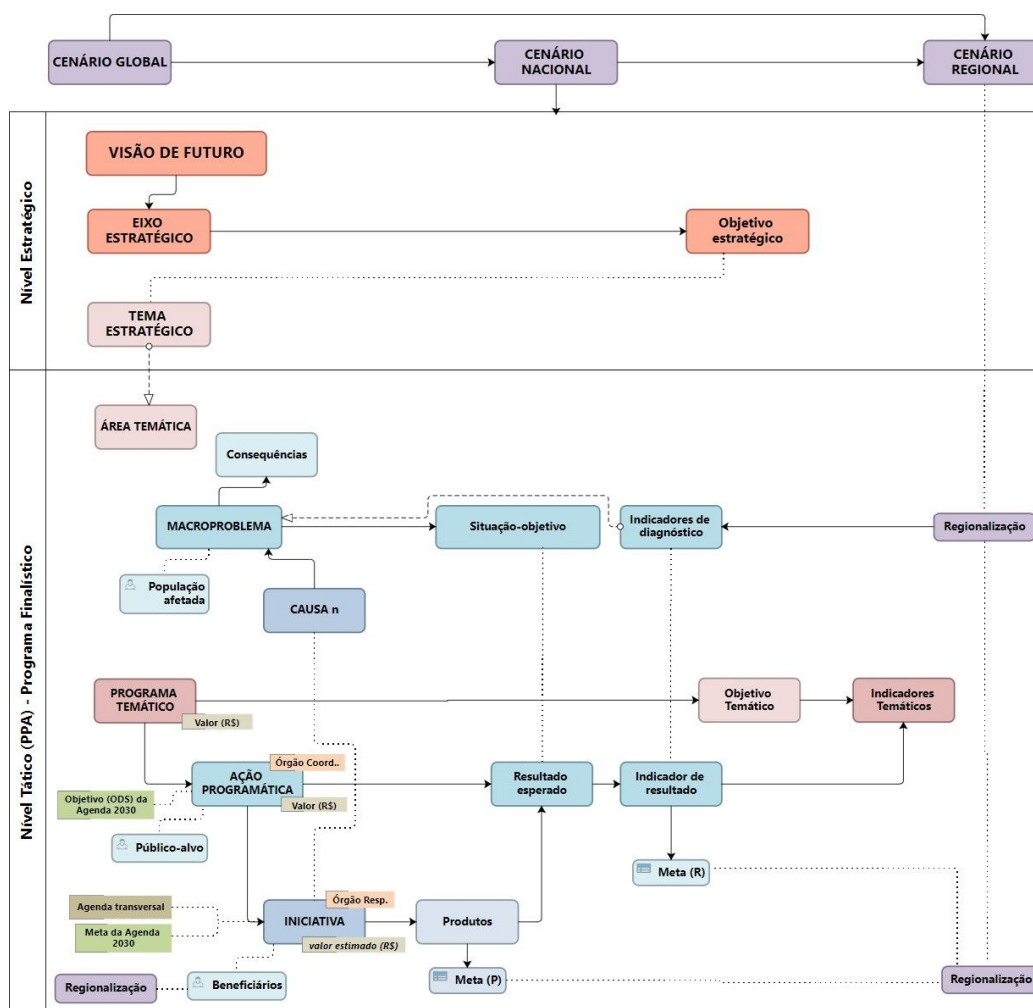 CENÁRIO GLOBAL
CENÁRIO
NACIONAL
CENÁRIO
REGIONAL
Nível Estratégico
VISÃO DE FUTURO
EIXO
ESTRATÉGICO
Objetivo
estratégico
TEMA
ESTRATÉGICO
Nível Tático (PPA) - Programa Finalístico
ÁREA TEMÁTICA
Consequências
MACROPROBLEMA
Situação-objetivo
Indicadores de
diagnóstico
Regionalização
População
afetada
CAUSA n
PROGRAMA
TEMÁTICO
Valor (R$)
Objetivo
Temático
Indicadores
Temáticos
Órgão Coord..
AÇÃO
PROGRAMÁTICA
Valor (R$)
Resultado
esperado
Indicador de
resultado
Objetivo (ODS) da
Agenda 2030
Público-alvo
Meta (R)
Agenda transversal
Meta da Agenda
2030
Órgão Resp.
INICIATIVA
valor estimado (R$)
Produtos
Meta (P)
Regionalização
Beneficiários
Regionalização